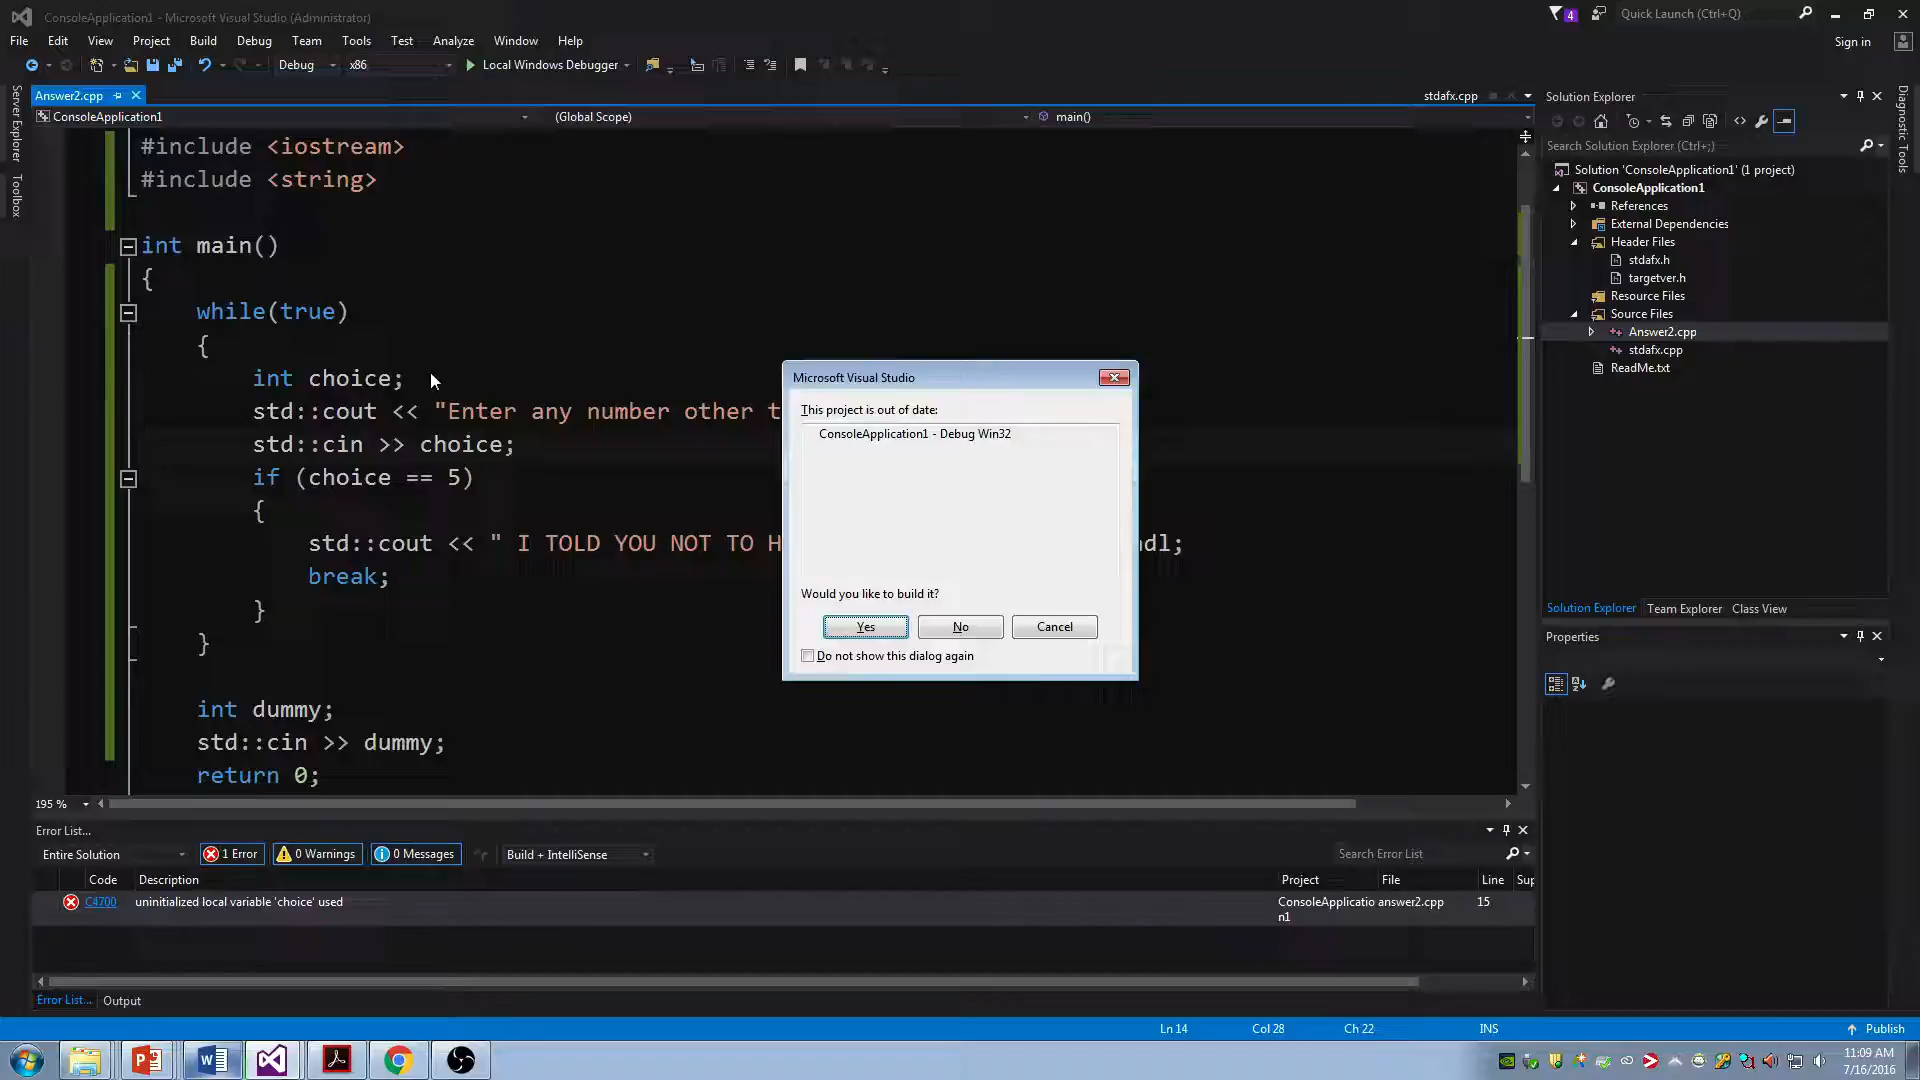 ConsoleApplication1 - Microsoft Visual Studio (Administrator)
4
Quick Launch (Ctrl+Q)
File Edit View Project Build Debug Team Tools Test Analyze Window Help
Sign in
Debug x86 Local Windows Debugger
Server Explorer
Toolbox
Answer2.cpp
stdafx.cpp
ConsoleApplication1 (Global Scope) main()
#include <iostream>
#include <string>
int main()
{
while(true)
{
int choice;
std::cout << "Enter any number other t
std::cin >> choice;
if (choice == 5)
{
std::cout << " I TOLD YOU NOT TO H
ndl;
break;
}
}
int dummy;
std::cin >> dummy;
return 0;
195 %
Microsoft Visual Studio
This project is out of date:
ConsoleApplication1 - Debug Win32
Would you like to build it?
Yes No Cancel
Do not show this dialog again
Solution Explorer
Search Solution Explorer (Ctrl+;)
Solution 'ConsoleApplication1' (1 project)
ConsoleApplication1
References
External Dependencies
Header Files
stdafx.h
targetver.h
Resource Files
Source Files
Answer2.cpp
stdafx.cpp
ReadMe.txt
Solution Explorer Team Explorer Class View
Properties
Diagnostic Tools
Error List...
Entire Solution 1 Error 0 Warnings 0 Messages Build + IntelliSense Search Error List
Code Description Project File Line Sup
C4700 uninitialized local variable 'choice' used ConsoleApplicatio answer2.cpp 15
n1
Error List... Output
Ln 14 Col 28 Ch 22 INS Publish
11:09 AM
7/16/2016